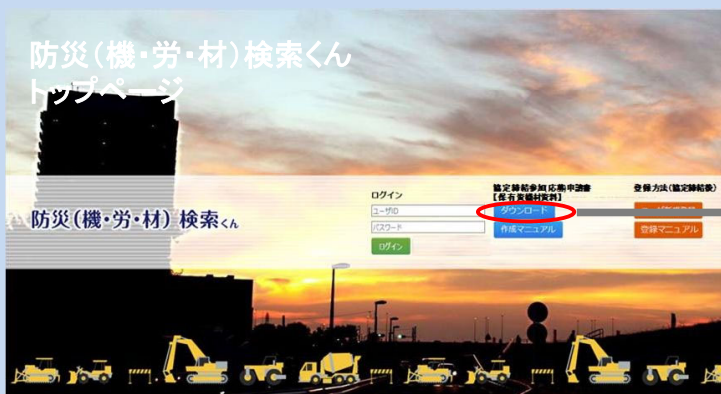 防災(機・労・材)検索くん
トップページ
防災(機・労・材)検索くん
ログイン
ユーザID
パスワード
ログイン
協定締結参加応募申請書
【保有資機材資料】
ダウンロード
作成マニュアル
登録方法(協定締結後)
登録マニュアル